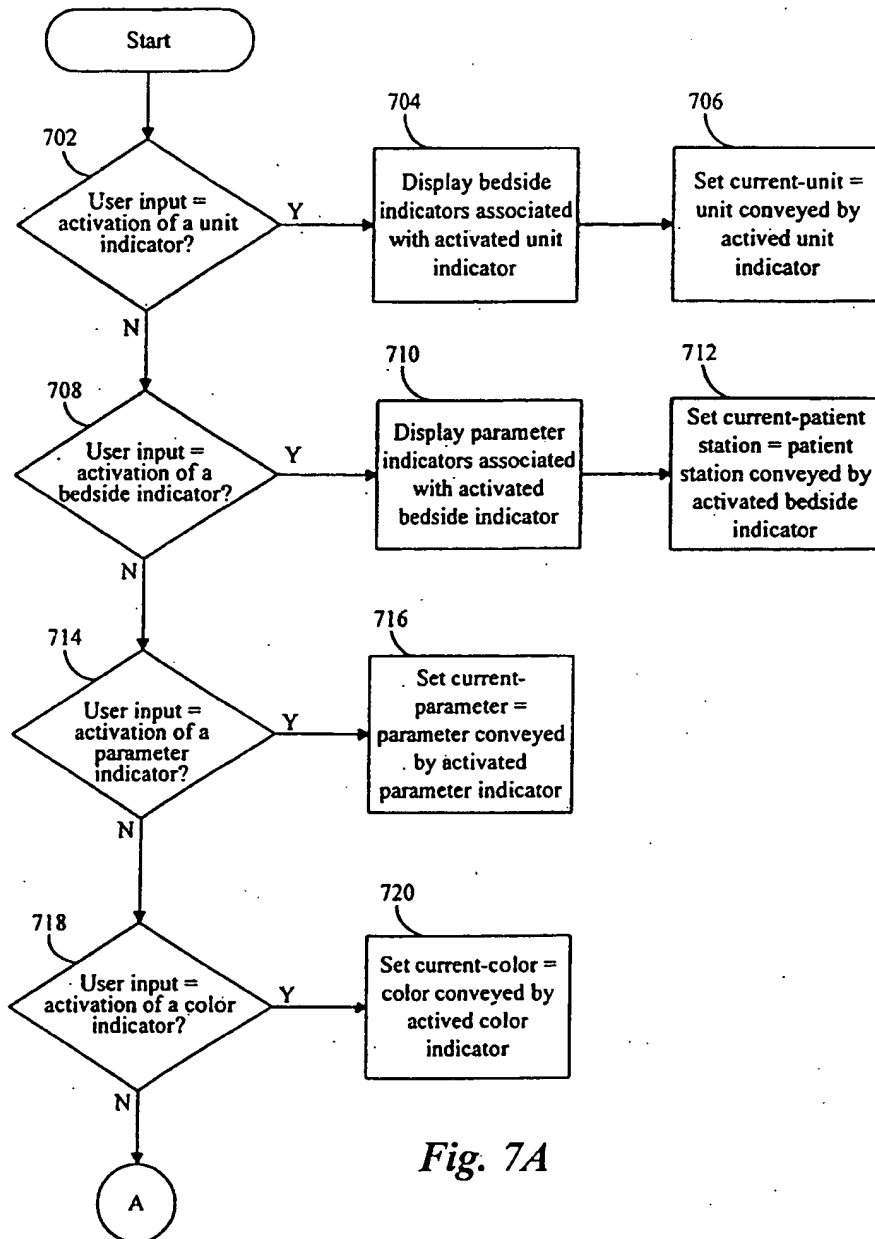 Start
702
User input =
activation of a unit
indicator?
Y
N
704
Display bedside
indicators associated
with activated unit
indicator
706
Set current-unit =
unit conveyed by
actived unit
indicator
708
User input =
activation of a
bedside indicator?
Y
N
710
Display parameter
indicators associated
with activated
bedside indicator
712
Set current-patient
station = patient
station conveyed by
activated bedside
indicator
714
User input =
activation of a
parameter
indicator?
Y
N
716
Set current-
parameter =
parameter conveyed
by activated
parameter indicator
718
User input =
activation of a color
indicator?
Y
N
720
Set current-color =
color conveyed by
actived color
indicator
A
Fig. 7A